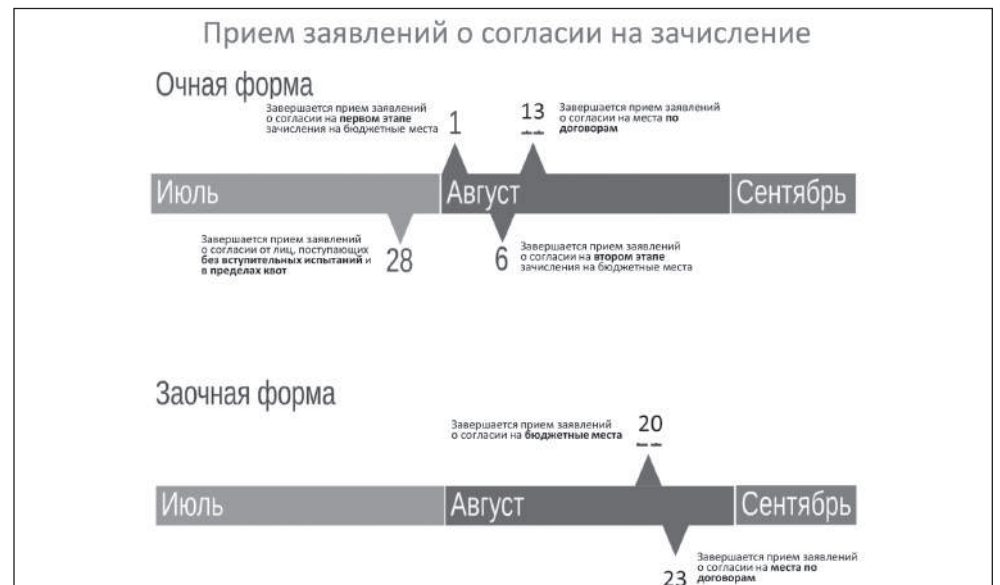 Прием заявлений о согласии на зачисление
Очная форма
Завершается прием заявлений
о согласии на первом этапе
зачисления на бюджетные места
1
13
Завершается прием заявлений
о согласии на места по
договорам
Июль
Август
Сентябрь
Завершается прием заявлений
о согласии от лиц, поступающих
без вступительных испытаний и
в пределах квот
28
6
Завершается прием заявлений
о согласии на втором этапе
зачисления на бюджетные места
Заочная форма
Завершается прием заявлений
о согласии на бюджетные места
20
Июль
Август
Сентябрь
23
Завершается прием заявлений
о согласии на места по
договорам